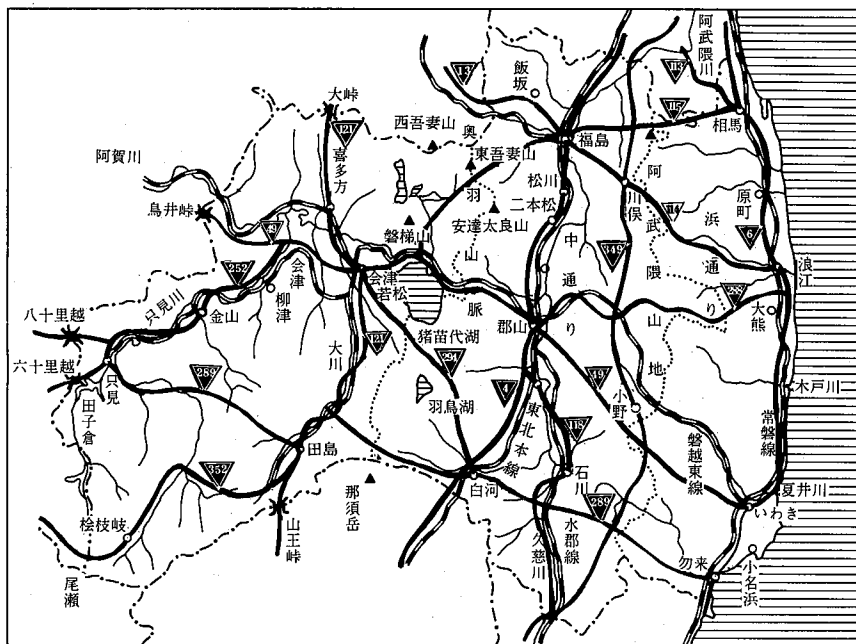 阿武隈川
113
13
飯坂
大峠
115
121
西吾妻山
奥羽山脈
相馬
喜多方
東吾妻山
福島
阿賀川
松川
阿武隈山地
鳥井峠
二本松
川俣
114
浜通り
原町
磐梯山
安達太良山
6
49
中通り
349
252
会津
会津若松
浪江
288
只見川
柳津
大熊
八十里越
金山
郡山
大川
121
猪苗代湖
294
六十里越
289
49
木戸川
只見
羽鳥湖
4
小野
田子倉
東北本線
118
常磐線
田島
磐越東線
352
石川
夏井川
白河
289
いわき
那須岳
桧枝岐
山王峠
水郡線
久慈川
勿来
小名浜
尾瀬